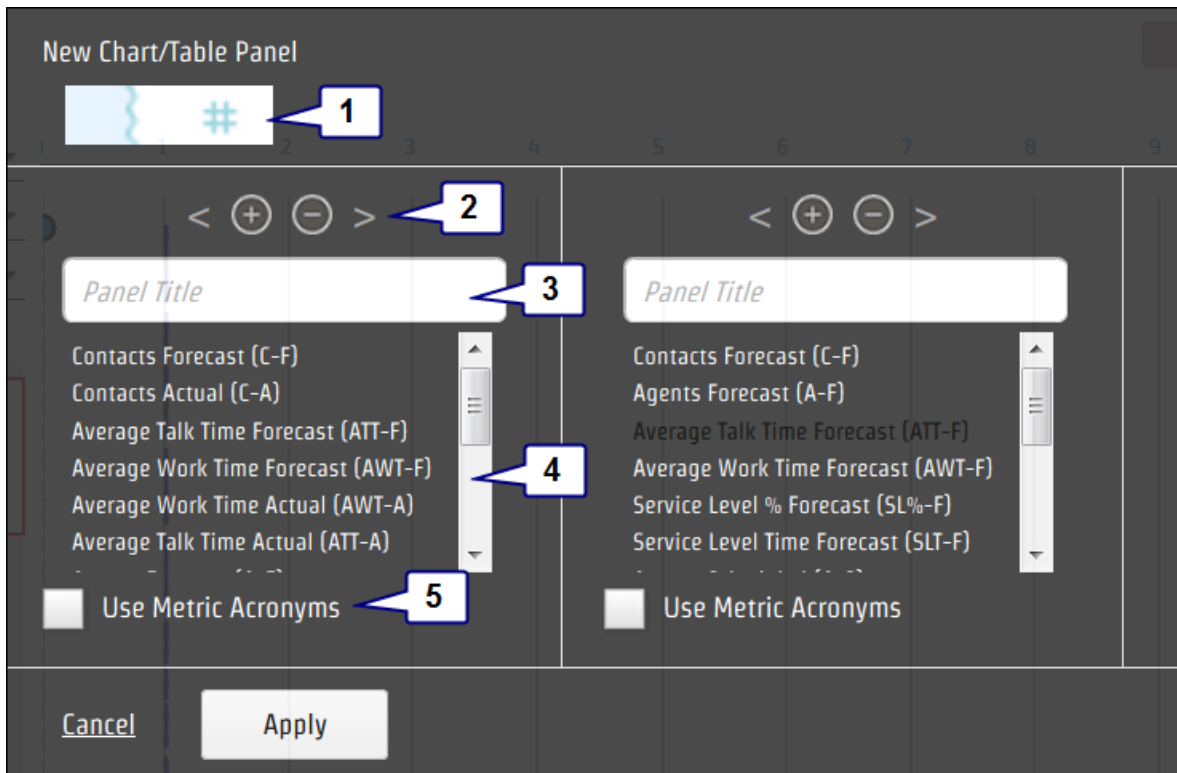 New Chart/Table Panel
#
1
1 2 3 4 5 6 7 8 9
< + − > 2
< + − >
Panel Title 3
Contacts Forecast (C-F)
Contacts Actual (C-A)
Average Talk Time Forecast (ATT-F)
Average Work Time Forecast (AWT-F)
4
Average Work Time Actual (AWT-A)
Average Talk Time Actual (ATT-A)
Use Metric Acronyms 5
Panel Title
Contacts Forecast (C-F)
Agents Forecast (A-F)
Average Talk Time Forecast (ATT-F)
Average Work Time Forecast (AWT-F)
Service Level % Forecast (SL%-F)
Service Level Time Forecast (SLT-F)
Use Metric Acronyms
Cancel
Apply